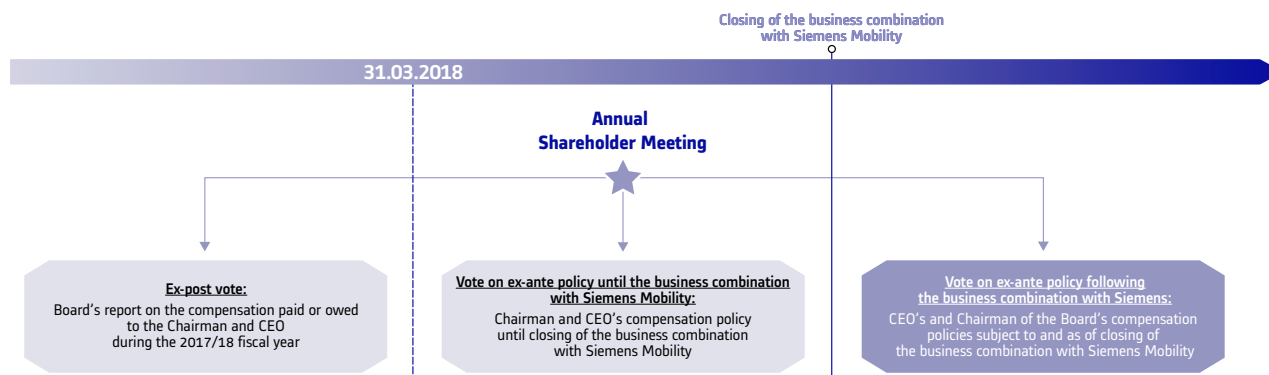 Closing of the business combination
with Siemens Mobility
31.03.2018
Annual
Shareholder Meeting
Ex-post vote:
Board’s report on the compensation paid or owed
to the Chairman and CEO
during the 2017/18 fiscal year
Vote on ex-ante policy until the business combination
with Siemens Mobility:
Chairman and CEO’s compensation policy
until closing of the business combination
with Siemens Mobility
Vote on ex-ante policy following
the business combination with Siemens:
CEO’s and Chairman of the Board’s compensation
policies subject to and as of closing of
the business combination with Siemens Mobility